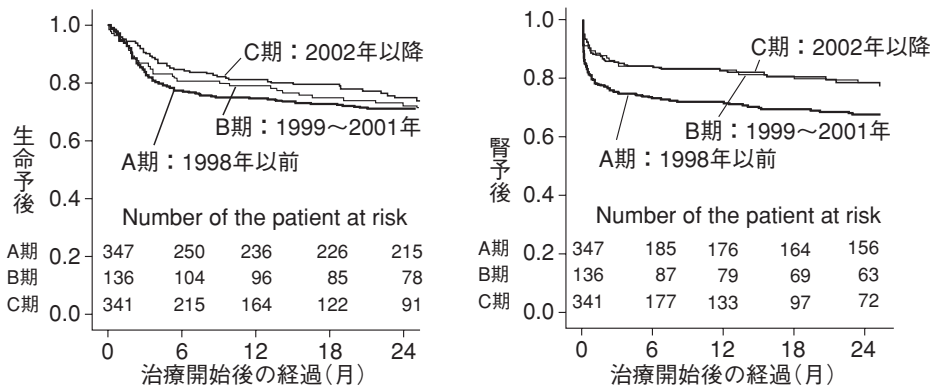 1.0
0.8
0.6
0.4
0.2
0.0
生命予後
C期：2002年以降
B期：1999～2001年
A期：1998年以前
Number of the patient at risk
A期 347 250 236 226 215
B期 136 104 96 85 78
C期 341 215 164 122 91
0 6 12 18 24
治療開始後の経過（月）
1.0
0.8
0.6
0.4
0.2
0.0
腎予後
C期：2002年以降
B期：1999～2001年
A期：1998年以前
Number of the patient at risk
A期 347 185 176 164 156
B期 136 87 79 69 63
C期 341 177 133 97 72
0 6 12 18 24
治療開始後の経過（月）